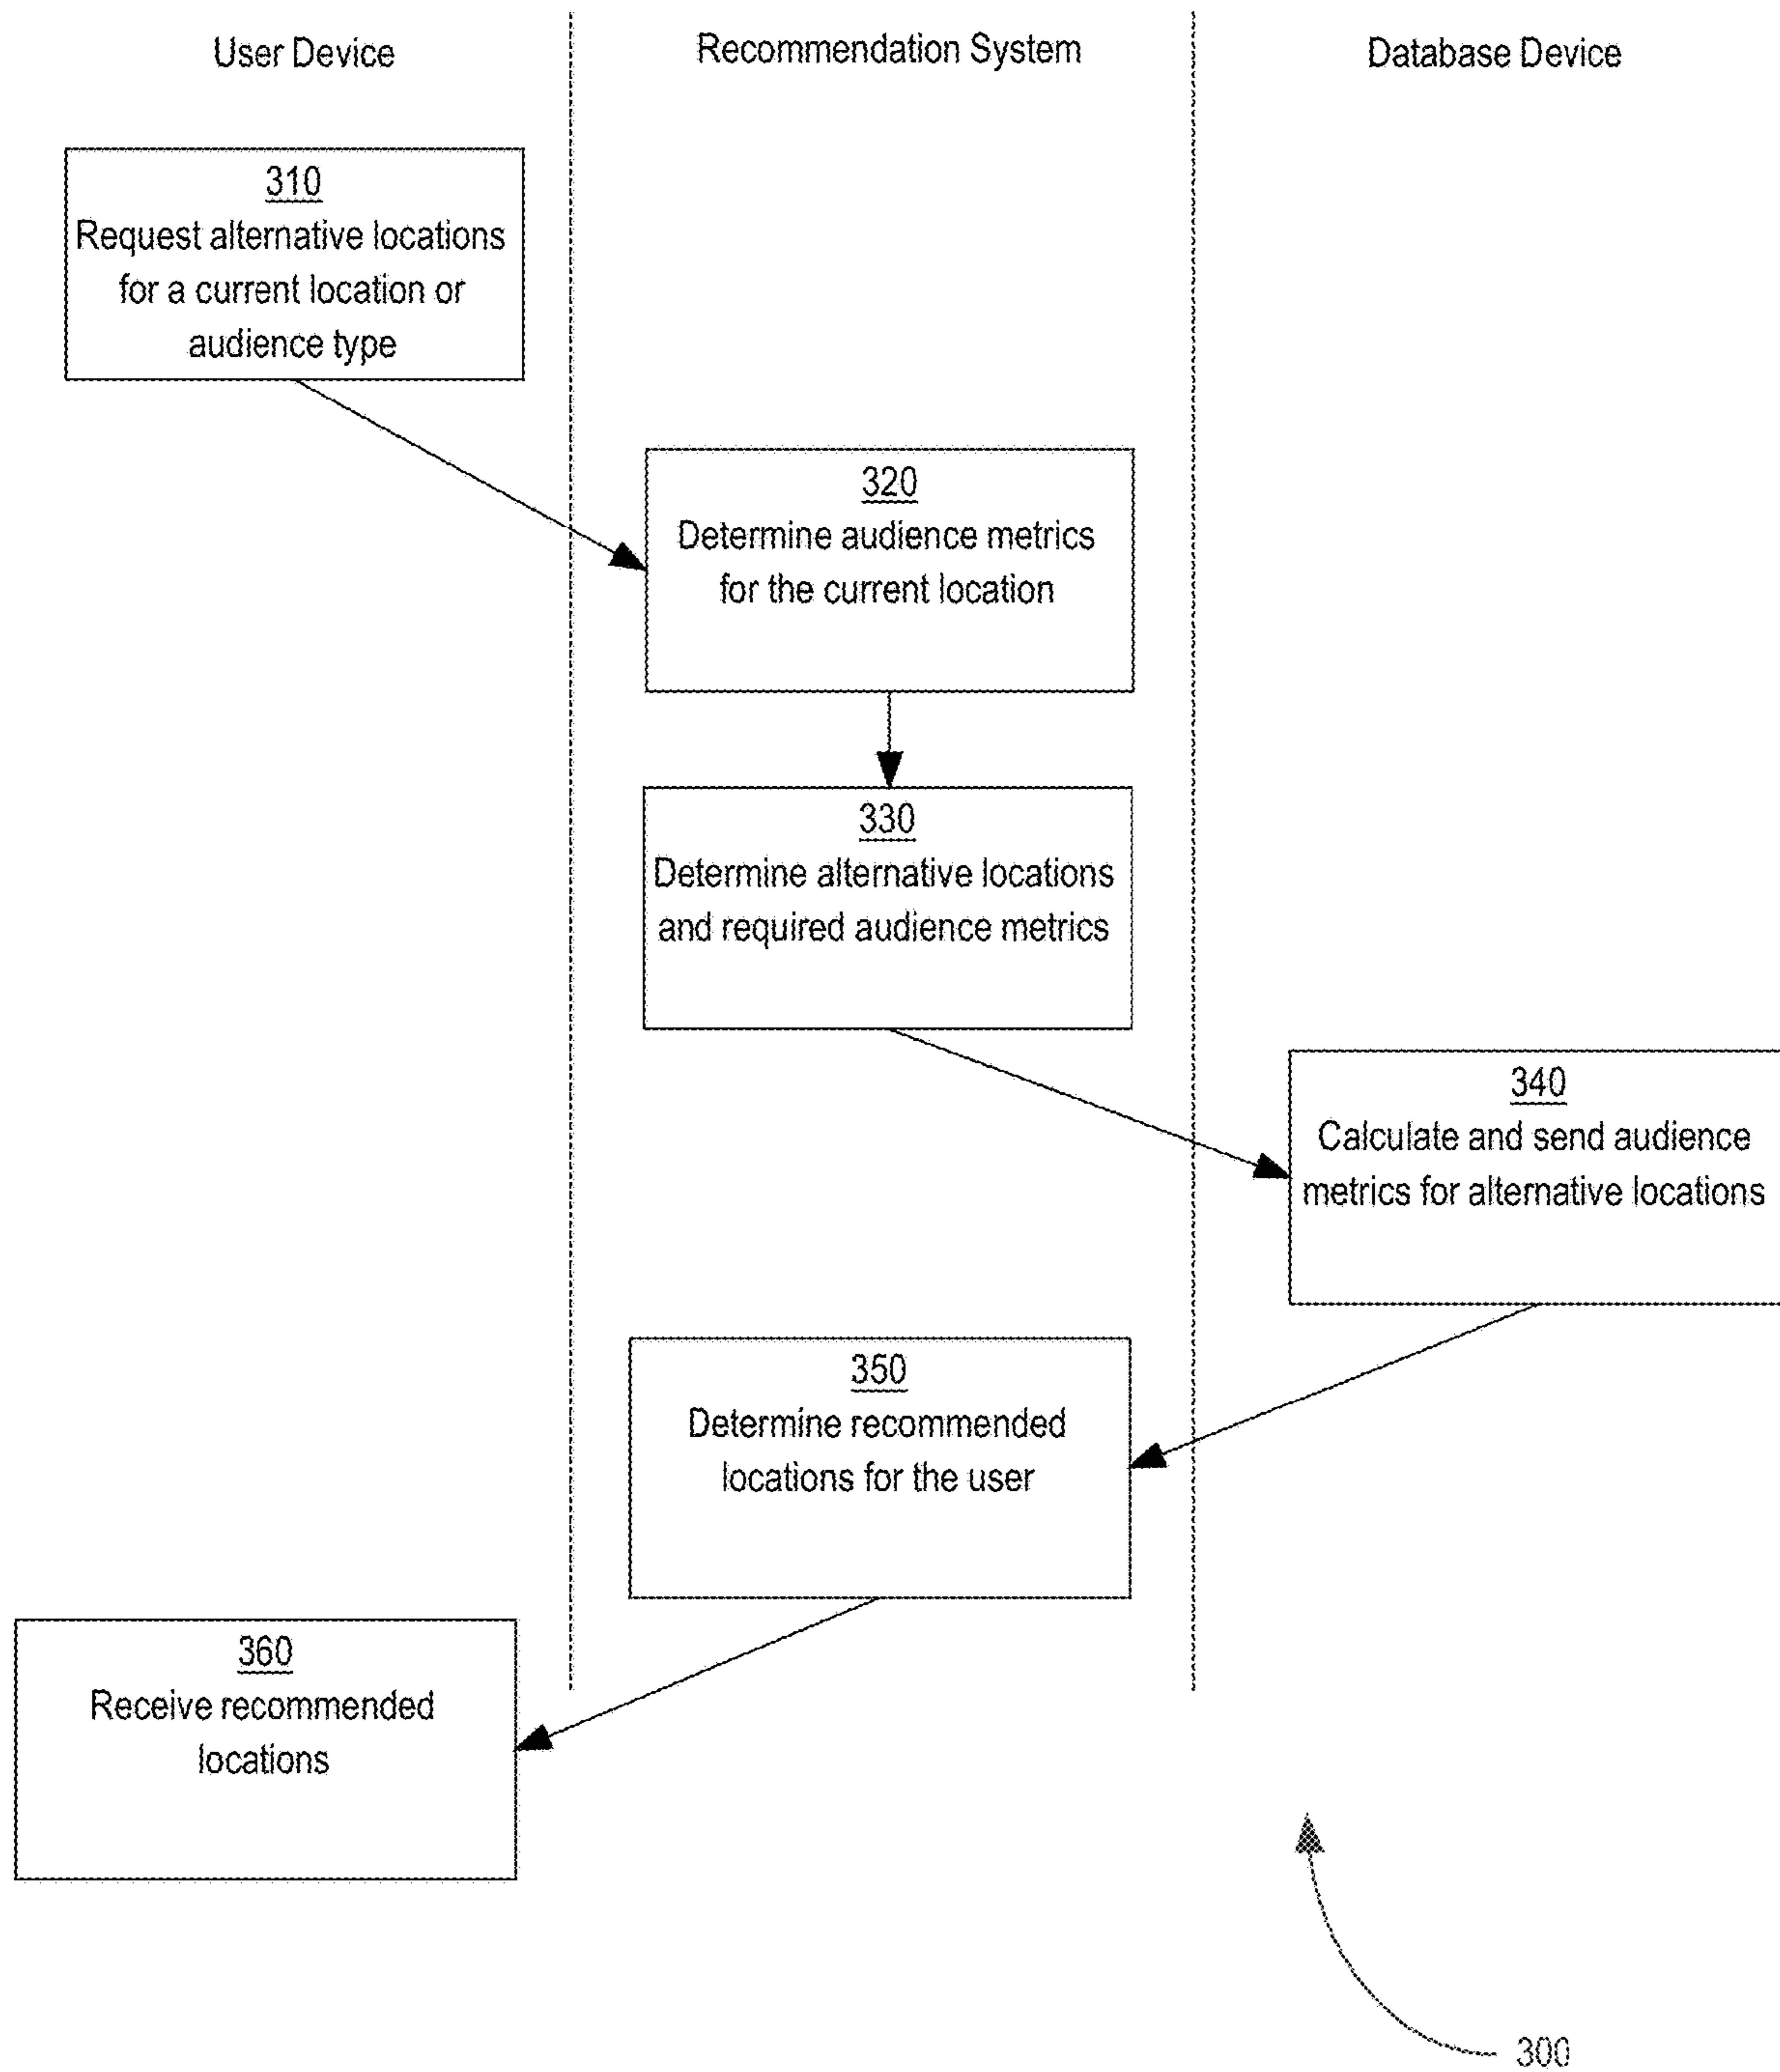 User Device
Recommendation System
Database Device
310
Request alternative locations
for a current location or
audience type
320
Determine audience metrics
for the current location
330
Determine alternative locations
and required audience metrics
340
Calculate and send audience
metrics for alternative locations
350
Determine recommended
locations for the user
360
Receive recommended
locations
300